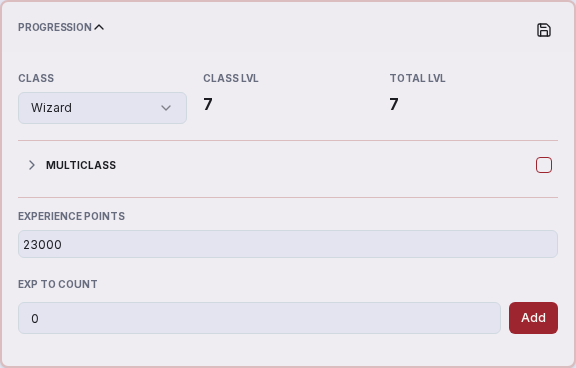 PROGRESSION
CLASS CLASS LVL TOTAL LVL
Wizard 7 7
MULTICLASS
EXPERIENCE POINTS
23000
EXP TO COUNT
0 Add